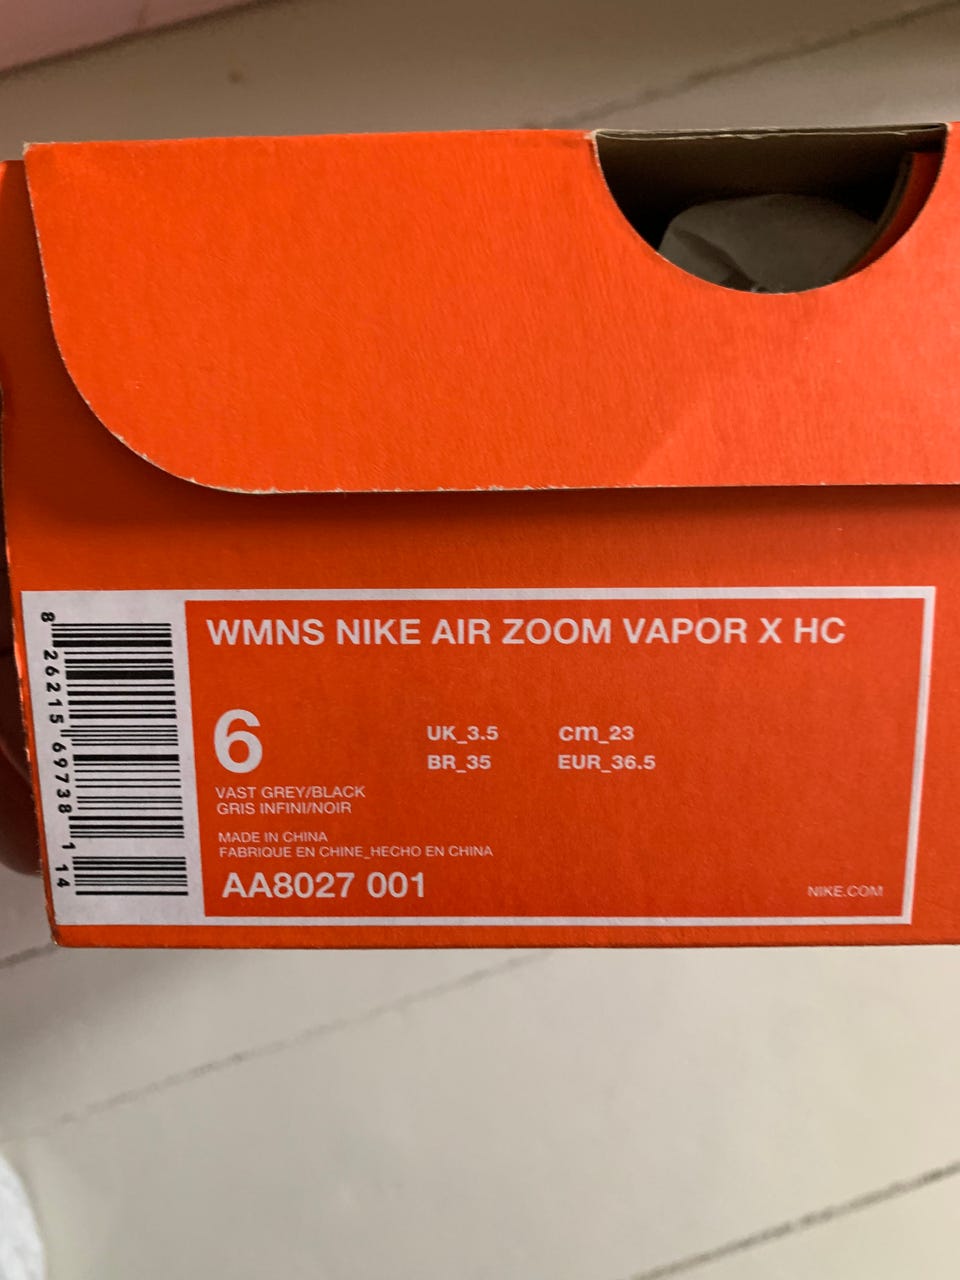 WMNS NIKE AIR ZOOM VAPOR X HC
6
UK_3.5 cm_23
BR_35 EUR_36.5
VAST GREY/BLACK
GRIS INFINI/NOIR
MADE IN CHINA
FABRIQUE EN CHINE_HECHO EN CHINA
AA8027 001
NIKE.COM
8 26215 69738 1 14